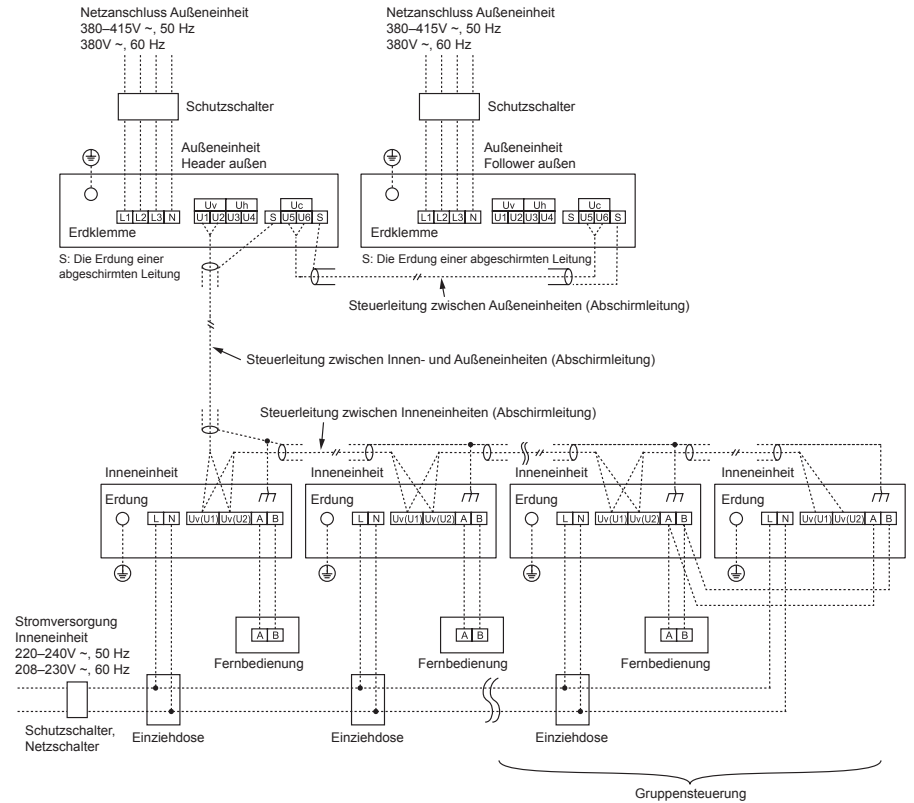 Netzanschluss Außeneinheit
380–415V ~, 50 Hz
380V ~, 60 Hz
Netzanschluss Außeneinheit
380–415V ~, 50 Hz
380V ~, 60 Hz
Schutzschalter
Schutzschalter
Außeneinheit
Header außen
Außeneinheit
Follower außen
Uv Uh Uc
L1 L2 L3 N U1 U2 U3 U4 S U5 U6 S
Erdklemme
Uv Uh Uc
L1 L2 L3 N U1 U2 U3 U4 S U5 U6 S
Erdklemme
S: Die Erdung einer
abgeschirmten Leitung
S: Die Erdung einer abgeschirmten Leitung
Steuerleitung zwischen Außeneinheiten (Abschirmleitung)
Steuerleitung zwischen Innen- und Außeneinheiten (Abschirmleitung)
Steuerleitung zwischen Inneneinheiten (Abschirmleitung)
Inneneinheit
Inneneinheit
Inneneinheit
Inneneinheit
Erdung
Erdung
Erdung
Erdung
L N Uv(U1) Uv(U2) A B
L N Uv(U1) Uv(U2) A B
L N Uv(U1) Uv(U2) A B
L N Uv(U1) Uv(U2) A B
Stromversorgung
Inneneinheit
220–240V ~, 50 Hz
208–230V ~, 60 Hz
A B
A B
A B
Fernbedienung
Fernbedienung
Fernbedienung
Schutzschalter,
Netzschalter
Einziehdose
Einziehdose
Einziehdose
Gruppensteuerung